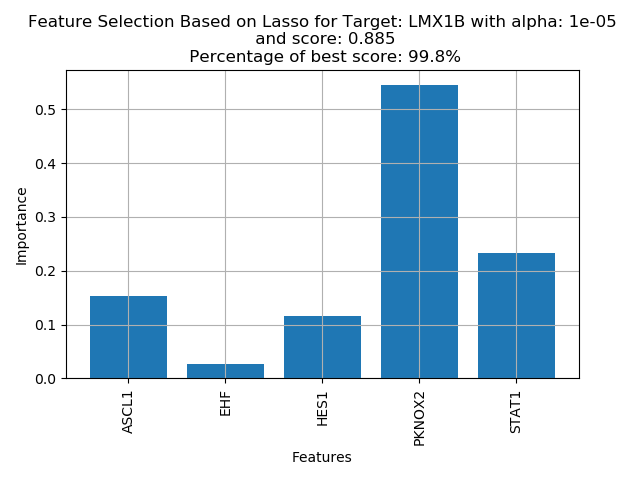 Feature Selection Based on Lasso for Target: LMX1B with alpha: 1e-05
and score: 0.885
Percentage of best score: 99.8%
0.5
0.4
0.3
0.2
0.1
0.0
Importance
ASCL1
EHF
HES1
PKNOX2
STAT1
Features